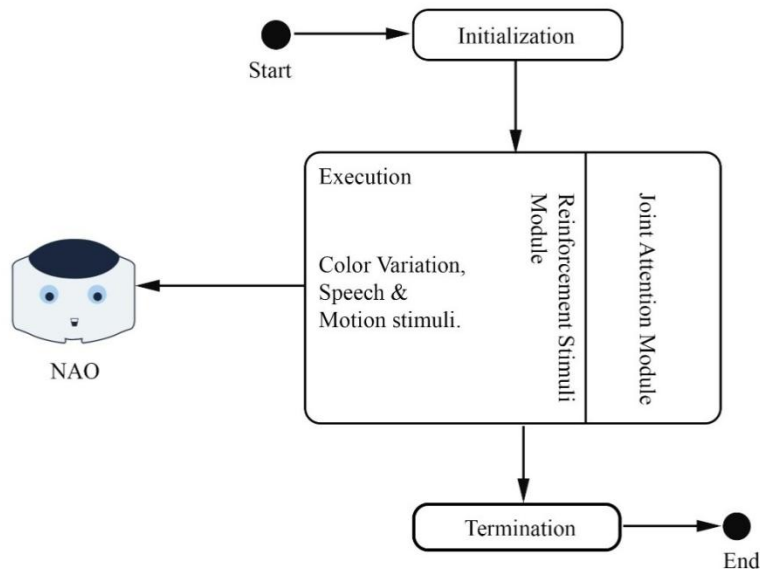 Initialization
Start
Execution
Color Variation,
Speech &
Motion stimuli.
Reinforcement Stimuli
Module
Joint Attention Module
NAO
Termination
End